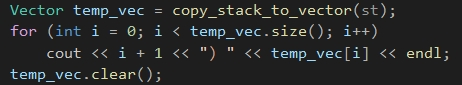 Vector temp_vec = copy_stack_to_vector(st);
for (int i = 0; i < temp_vec.size(); i++)
    cout << i + 1 << ") " << temp_vec[i] << endl;
temp_vec.clear();